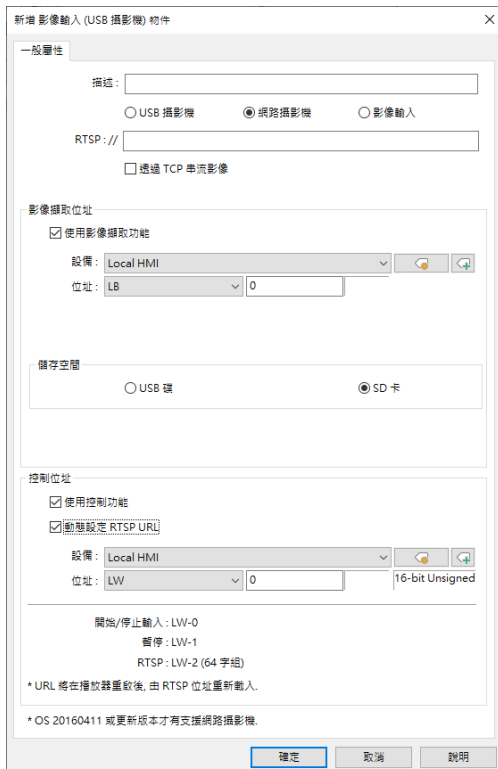 新增 影像輸入 (USB 攝影機) 物件
一般屬性
描述 :
USB 攝影機 網路攝影機 影像輸入
RTSP : //
透過 TCP 串流影像
影像擷取位址
使用影像擷取功能
設備 : Local HMI
位址 : LB 0
儲存空間
USB 碟 SD 卡
控制位址
使用控制功能
動態設定 RTSP URL
設備 : Local HMI
位址 : LW 0 16-bit Unsigned
開始/停止輸入 : LW-0
暫停 : LW-1
RTSP : LW-2 (64 字組)
* URL 將在播放器重啟後, 由 RTSP 位址重新載入.
* OS 20160411 或更新版本才有支援網路攝影機.
確定 取消 說明